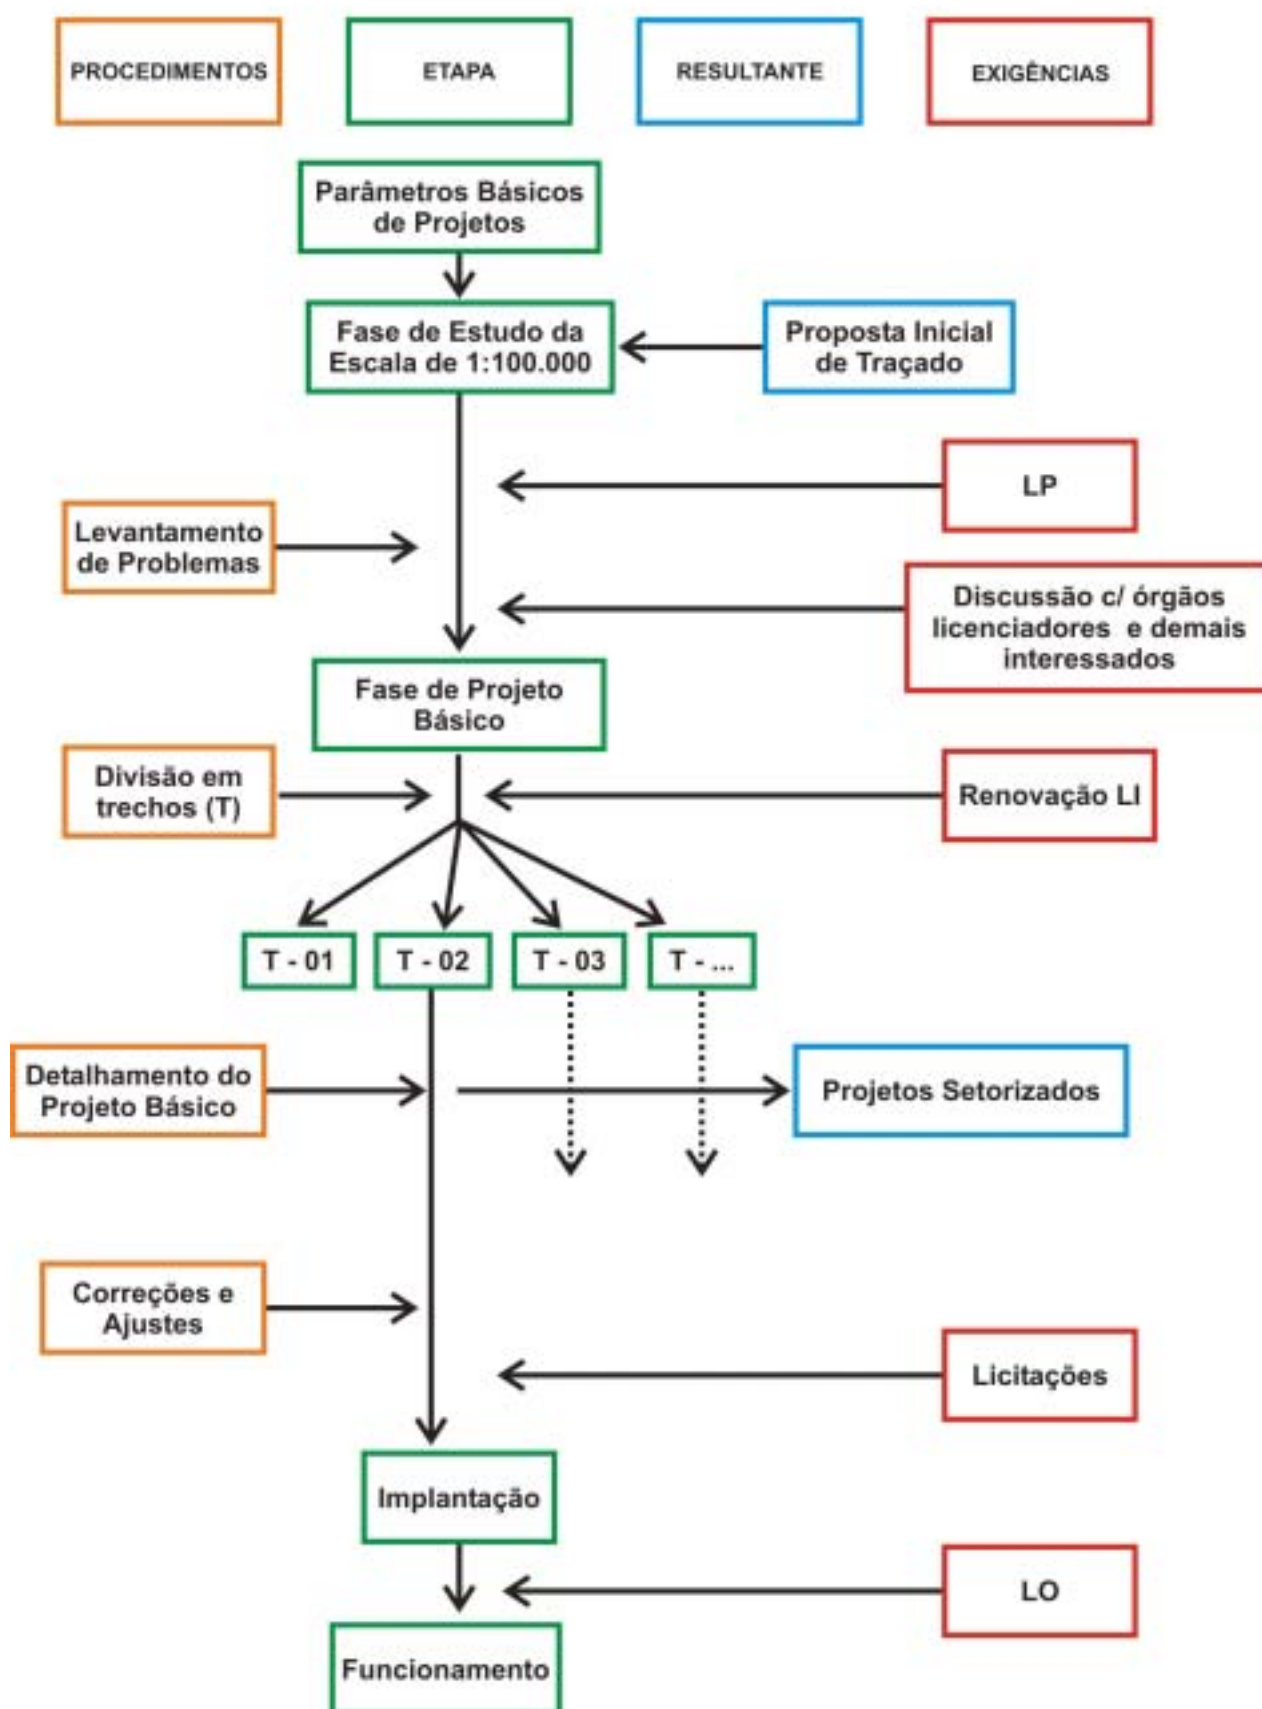 PROCEDIMENTOS
ETAPA
RESULTANTE
EXIGÊNCIAS
Parâmetros Básicos
de Projetos
Fase de Estudo da
Escala de 1:100.000
Proposta Inicial
de Traçado
LP
Levantamento
de Problemas
Discussão c/ órgãos
licenciadores e demais
interessados
Fase de Projeto
Básico
Divisão em
trechos (T)
Renovação LI
T - 01
T - 02
T - 03
T - ...
Detalhamento do
Projeto Básico
Projetos Setorizados
Correções e
Ajustes
Licitações
Implantação
LO
Funcionamento